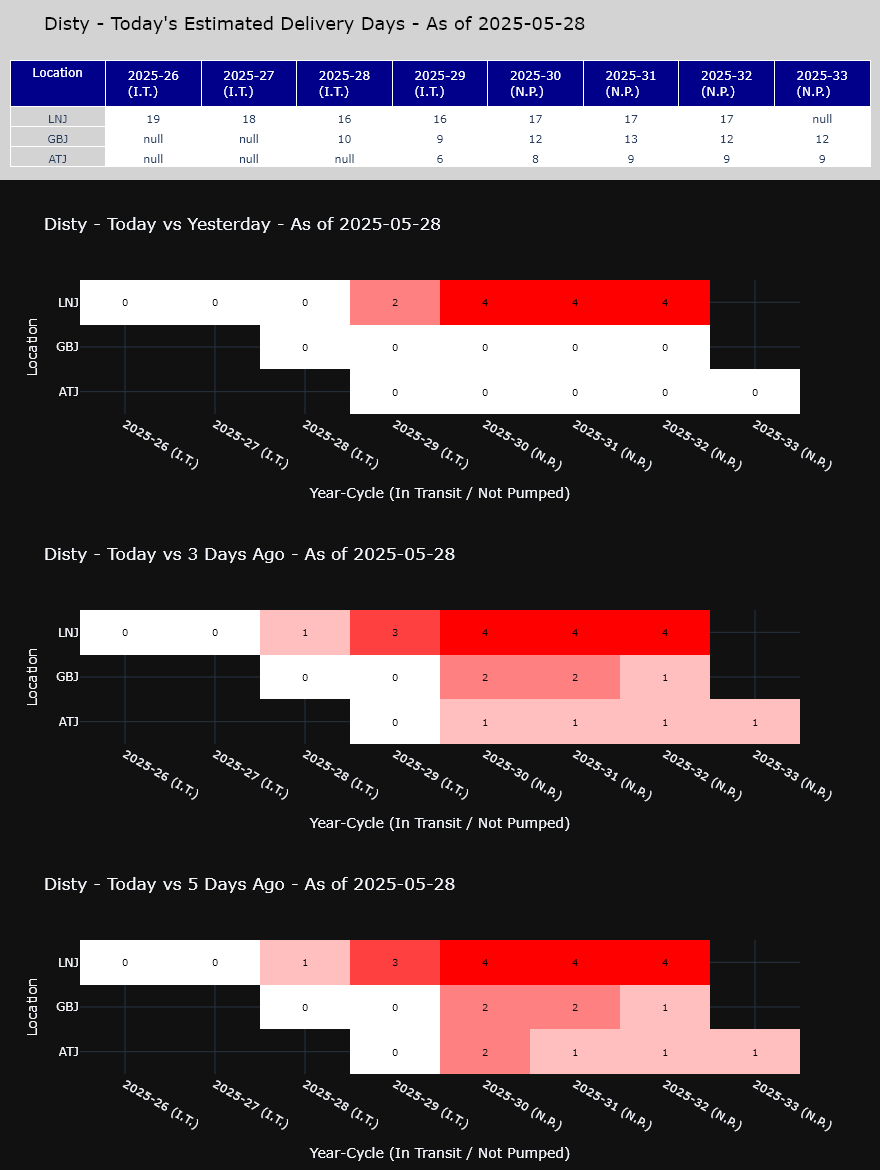 Disty - Today's Estimated Delivery Days - As of 2025-05-28
Location 2025-26 (I.T.) 2025-27 (I.T.) 2025-28 (I.T.) 2025-29 (I.T.) 2025-30 (N.P.) 2025-31 (N.P.) 2025-32 (N.P.) 2025-33 (N.P.)
LNJ 19 18 16 16 17 17 17 null
GBJ null null 10 9 12 13 12 12
ATJ null null null 6 8 9 9 9
Disty - Today vs Yesterday - As of 2025-05-28
Location
LNJ 0 0 0 2 4 4 4
GBJ 0 0 0 0 0
ATJ 0 0 0 0 0
2025-26 (I.T.) 2025-27 (I.T.) 2025-28 (I.T.) 2025-29 (I.T.) 2025-30 (N.P.) 2025-31 (N.P.) 2025-32 (N.P.) 2025-33 (N.P.)
Year-Cycle (In Transit / Not Pumped)
Disty - Today vs 3 Days Ago - As of 2025-05-28
Location
LNJ 0 0 1 3 4 4 4
GBJ 0 0 2 2 1
ATJ 0 1 1 1 1
2025-26 (I.T.) 2025-27 (I.T.) 2025-28 (I.T.) 2025-29 (I.T.) 2025-30 (N.P.) 2025-31 (N.P.) 2025-32 (N.P.) 2025-33 (N.P.)
Year-Cycle (In Transit / Not Pumped)
Disty - Today vs 5 Days Ago - As of 2025-05-28
Location
LNJ 0 0 1 3 4 4 4
GBJ 0 0 2 2 1
ATJ 0 2 1 1 1
2025-26 (I.T.) 2025-27 (I.T.) 2025-28 (I.T.) 2025-29 (I.T.) 2025-30 (N.P.) 2025-31 (N.P.) 2025-32 (N.P.) 2025-33 (N.P.)
Year-Cycle (In Transit / Not Pumped)